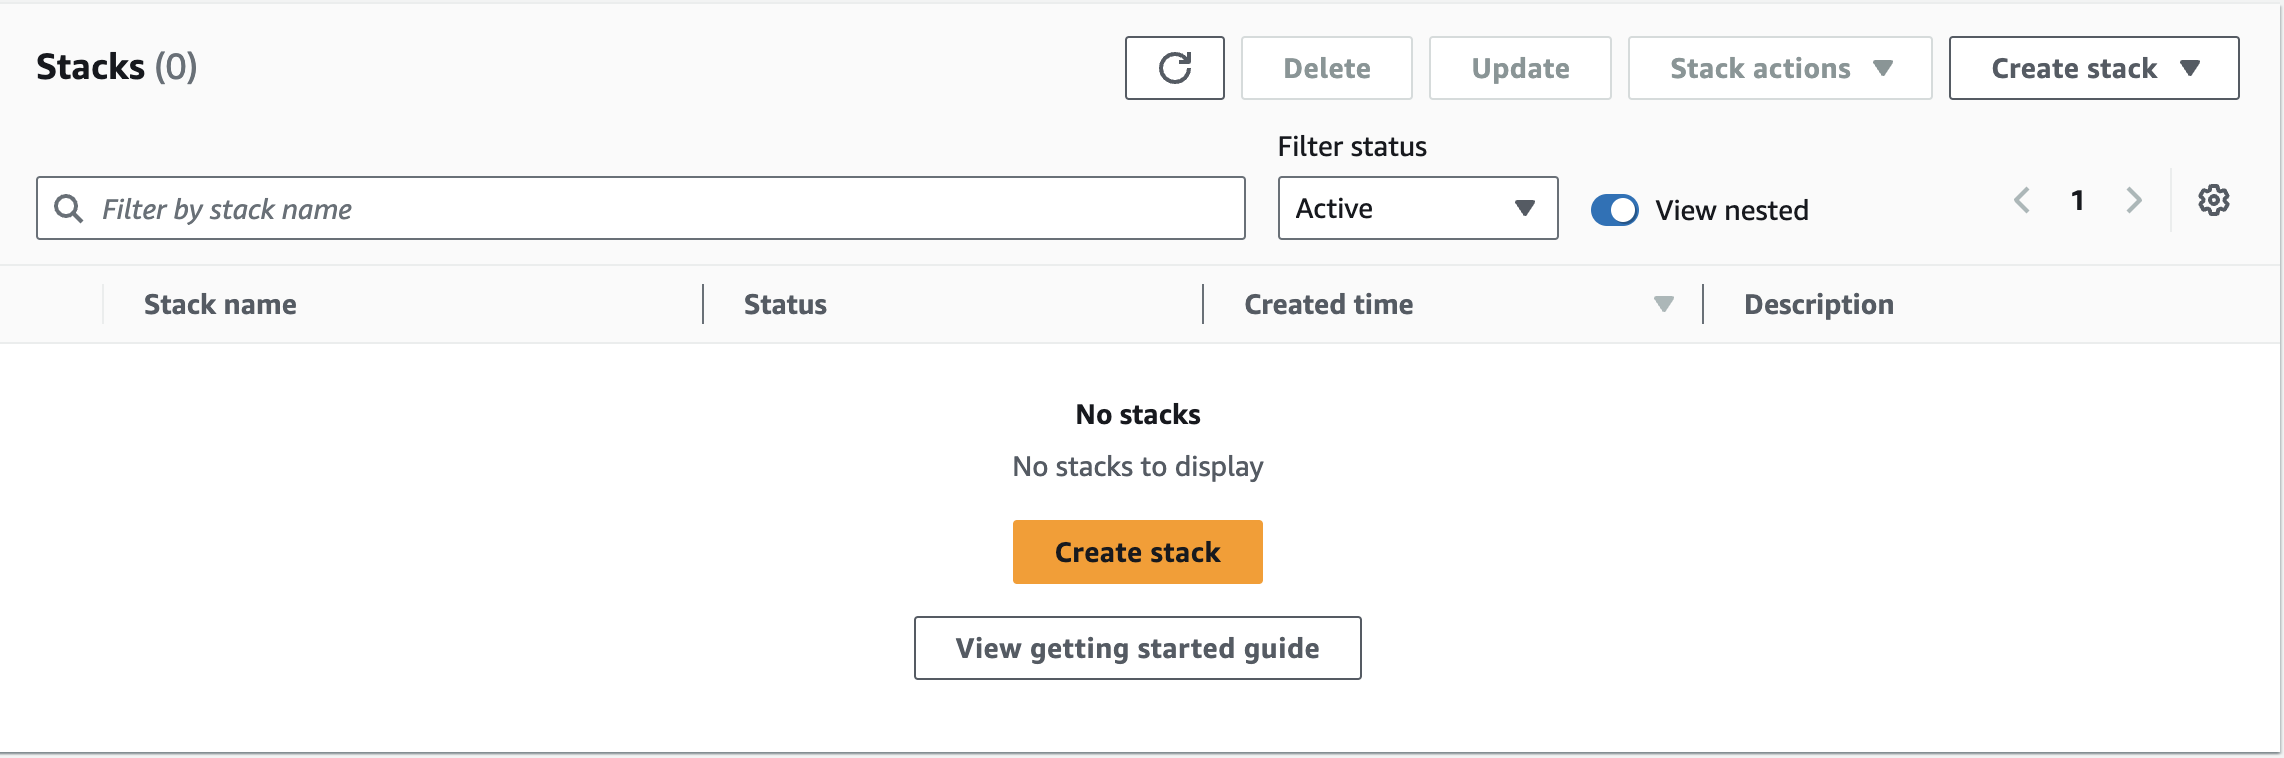 Stacks (0)
Delete
Update
Stack actions
Create stack
Filter status
Filter by stack name
Active
View nested
1
Stack name
Status
Created time
Description
No stacks
No stacks to display
Create stack
View getting started guide